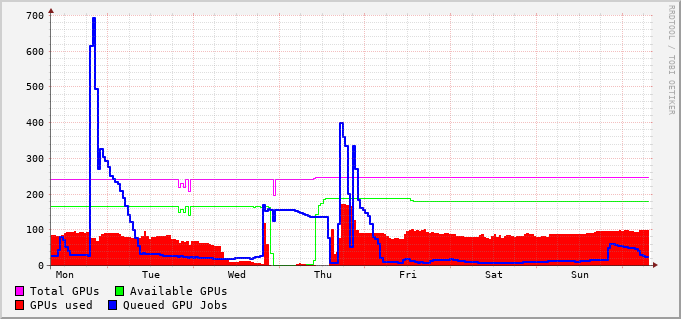 700
600
500
400
300
200
100
0
Mon Tue Wed Thu Fri Sat Sun
Total GPUs Available GPUs
GPUs used Queued GPU Jobs
RRDTOOL / TOBI OETIKER